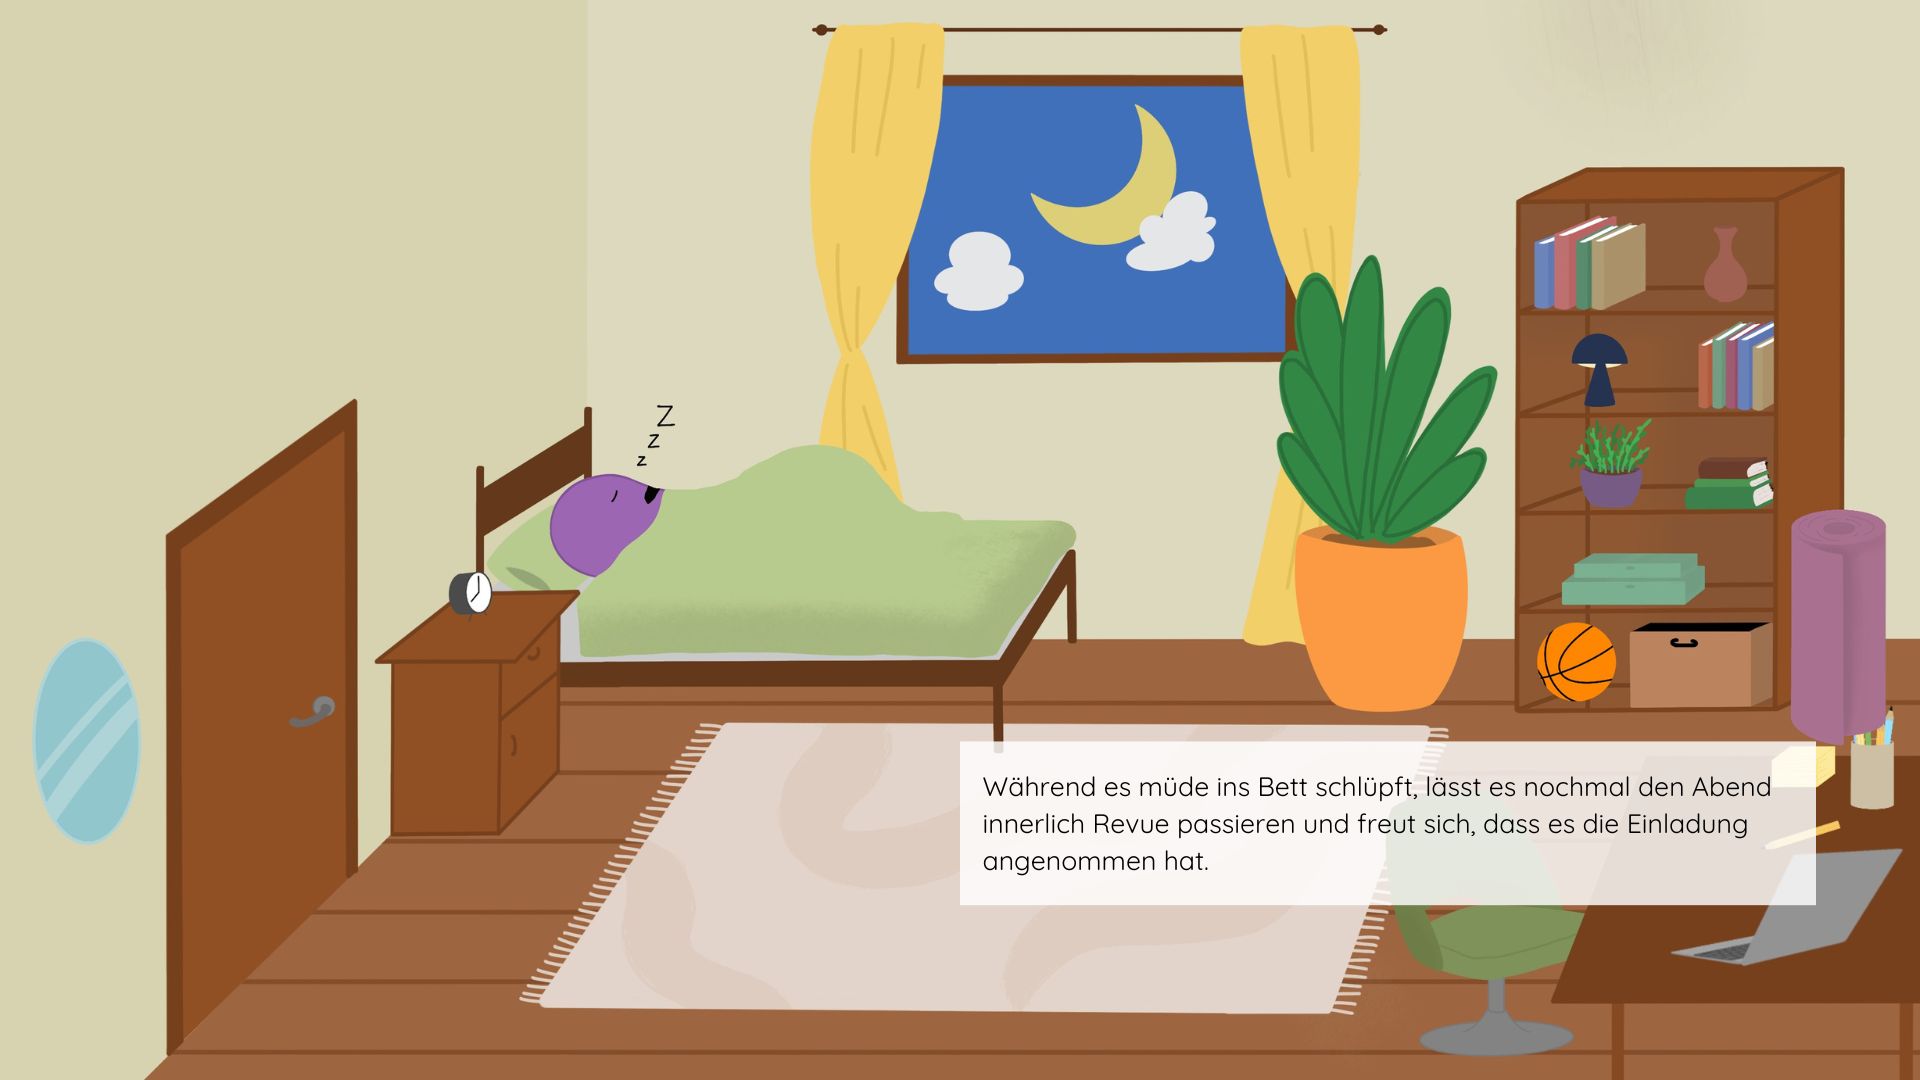 Z
z
z
Während es müde ins Bett schlüpft, lässt es nochmal den Abend
innerlich Revue passieren und freut sich, dass es die Einladung
angenommen hat.